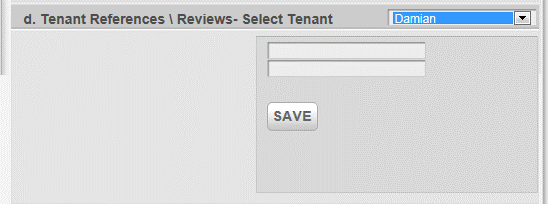 d. Tenant References \ Reviews- Select Tenant Damian
SAVE